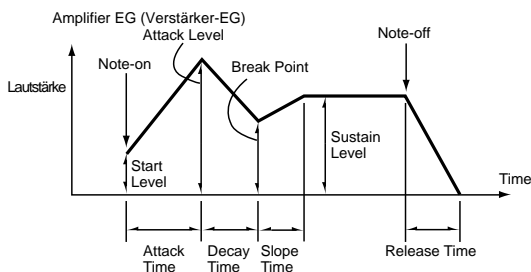 Amplifier EG (Verstärker-EG)
Attack Level
Note-on
Note-off
Break Point
Lautstärke
Start
Level
Sustain
Level
Time
Attack
Time
Decay
Time
Slope
Time
Release Time